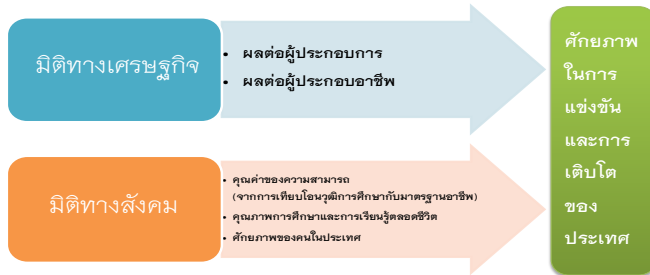 มิติทางเศรษฐกิจ
• ผลต่อผู้ประกอบการ
• ผลต่อผู้ประกอบอาชีพ
มิติทางสังคม
• คุณค่าของความสามารถ
(จากการเทียบโอนวุฒิการศึกษากับมาตรฐานอาชีพ)
• คุณภาพการศึกษาและการเรียนรู้ตลอดชีวิต
• ศักยภาพของคนในประเทศ
ศักยภาพ
ในการ
แข่งขัน
และการ
เติบโต
ของ
ประเทศ